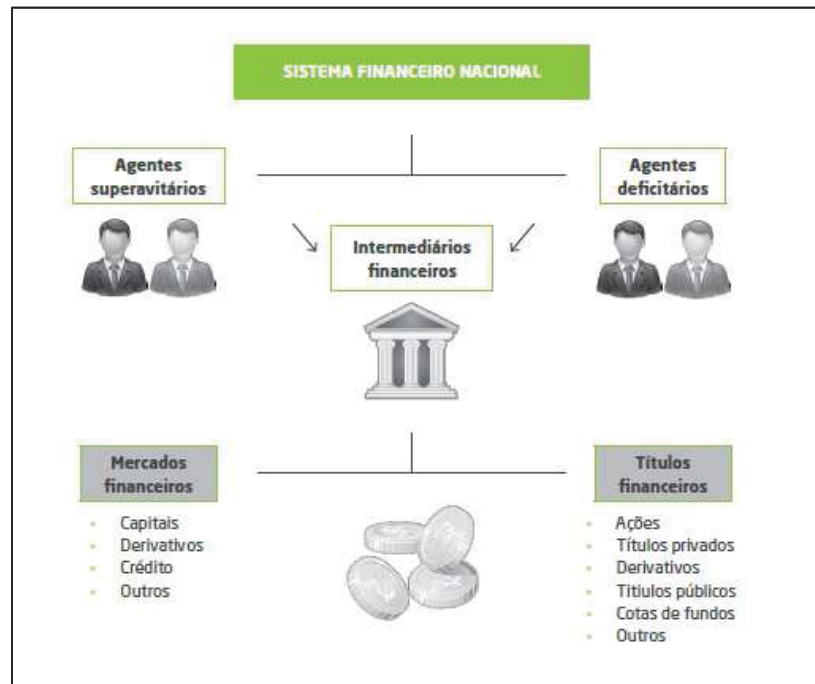 SISTEMA FINANCEIRO NACIONAL
Agentes
superavitários
Agentes
deficitários
Intermediários
financeiros
Mercados
financeiros
Capitais
Derivativos
Crédito
Outros
Títulos
financeiros
Ações
Títulos privados
Derivativos
Titiulos públicos
Cotas de fundos
Outros